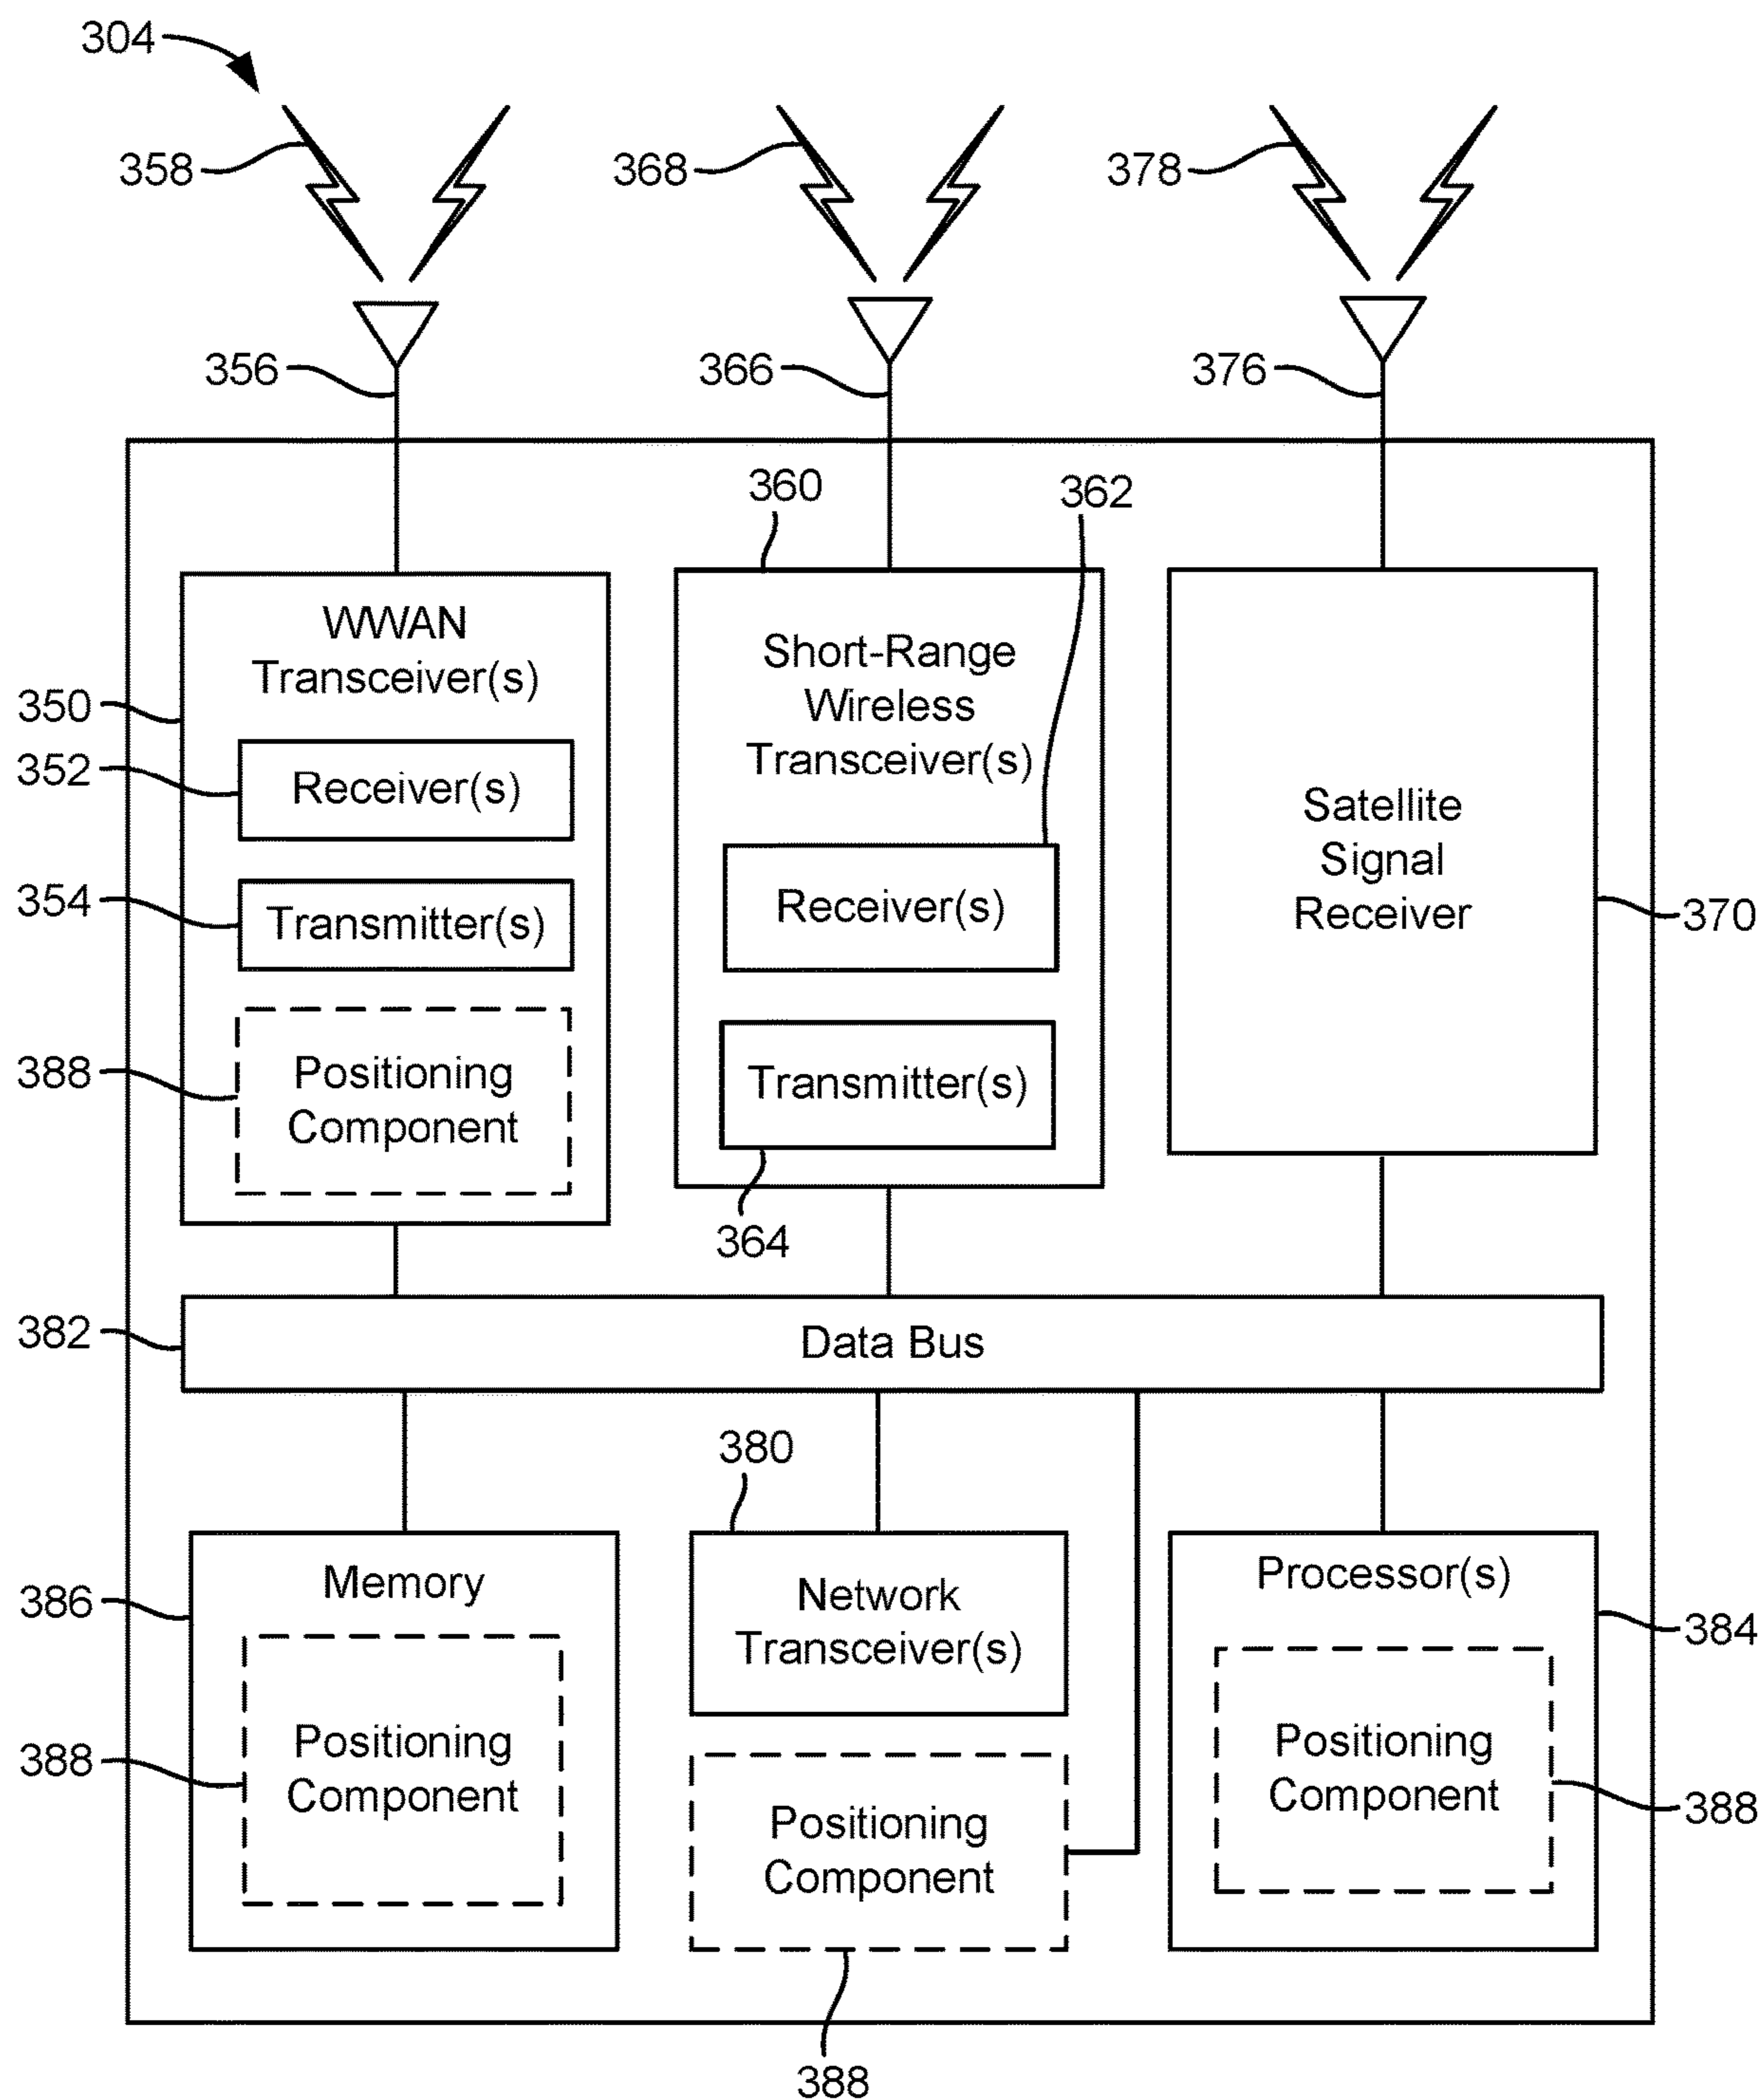 304
358
368
378
356
366
376
360
362
WWAN
Transceiver(s)
350
352
Receiver(s)
354
Transmitter(s)
388
Positioning
Component
Short-Range
Wireless
Transceiver(s)
Receiver(s)
Transmitter(s)
364
Satellite
Signal
Receiver
370
382
Data Bus
380
386
Memory
388
Positioning
Component
Network
Transceiver(s)
Positioning
Component
388
Processor(s)
384
Positioning
Component
388